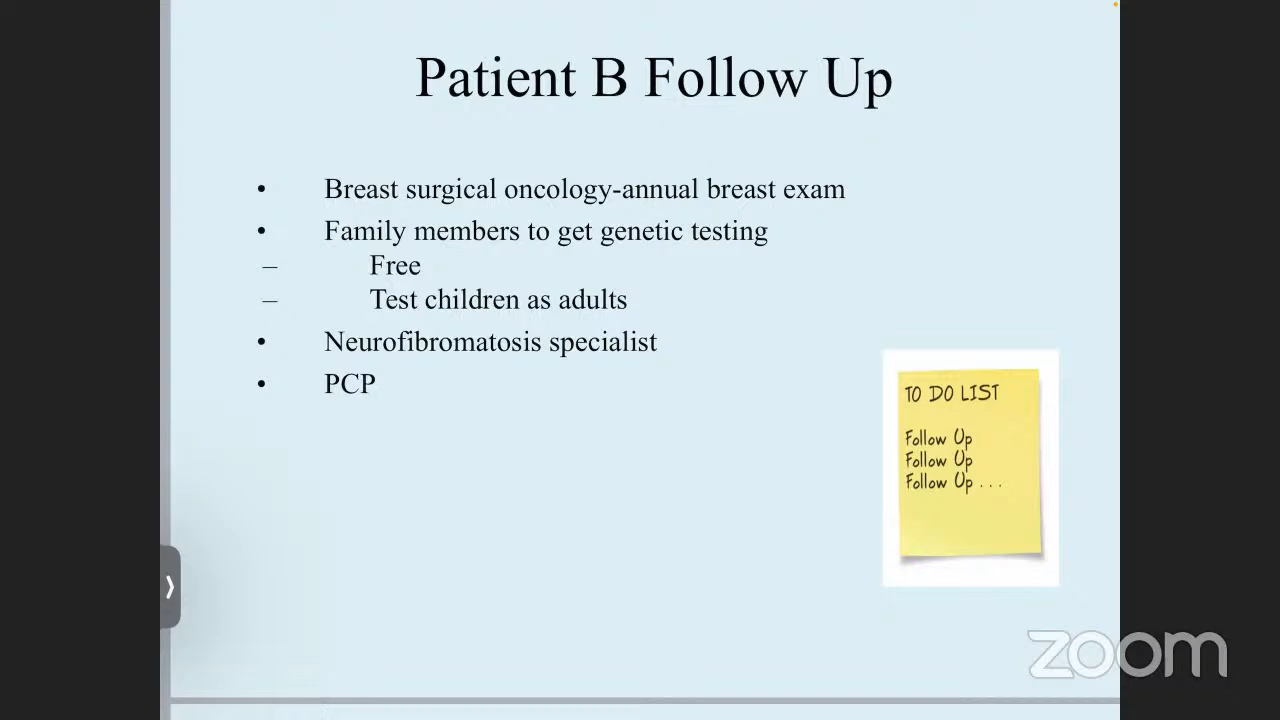 Patient B Follow Up
• Breast surgical oncology-annual breast exam
• Family members to get genetic testing
– Free
– Test children as adults
• Neurofibromatosis specialist
• PCP
TO DO LIST
Follow Up
Follow Up
Follow Up . . .
zoom